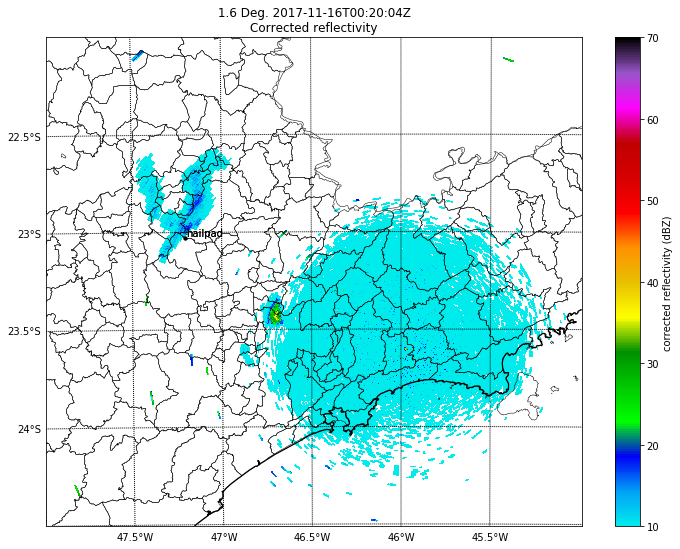 1.6 Deg. 2017-11-16T00:20:04Z
Corrected reflectivity
70
60
50
40
30
20
10
corrected reflectivity (dBZ)
22.5°S
23°S
23.5°S
24°S
Trailpad
47.5°W
47°W
46.5°W
46°W
45.5°W